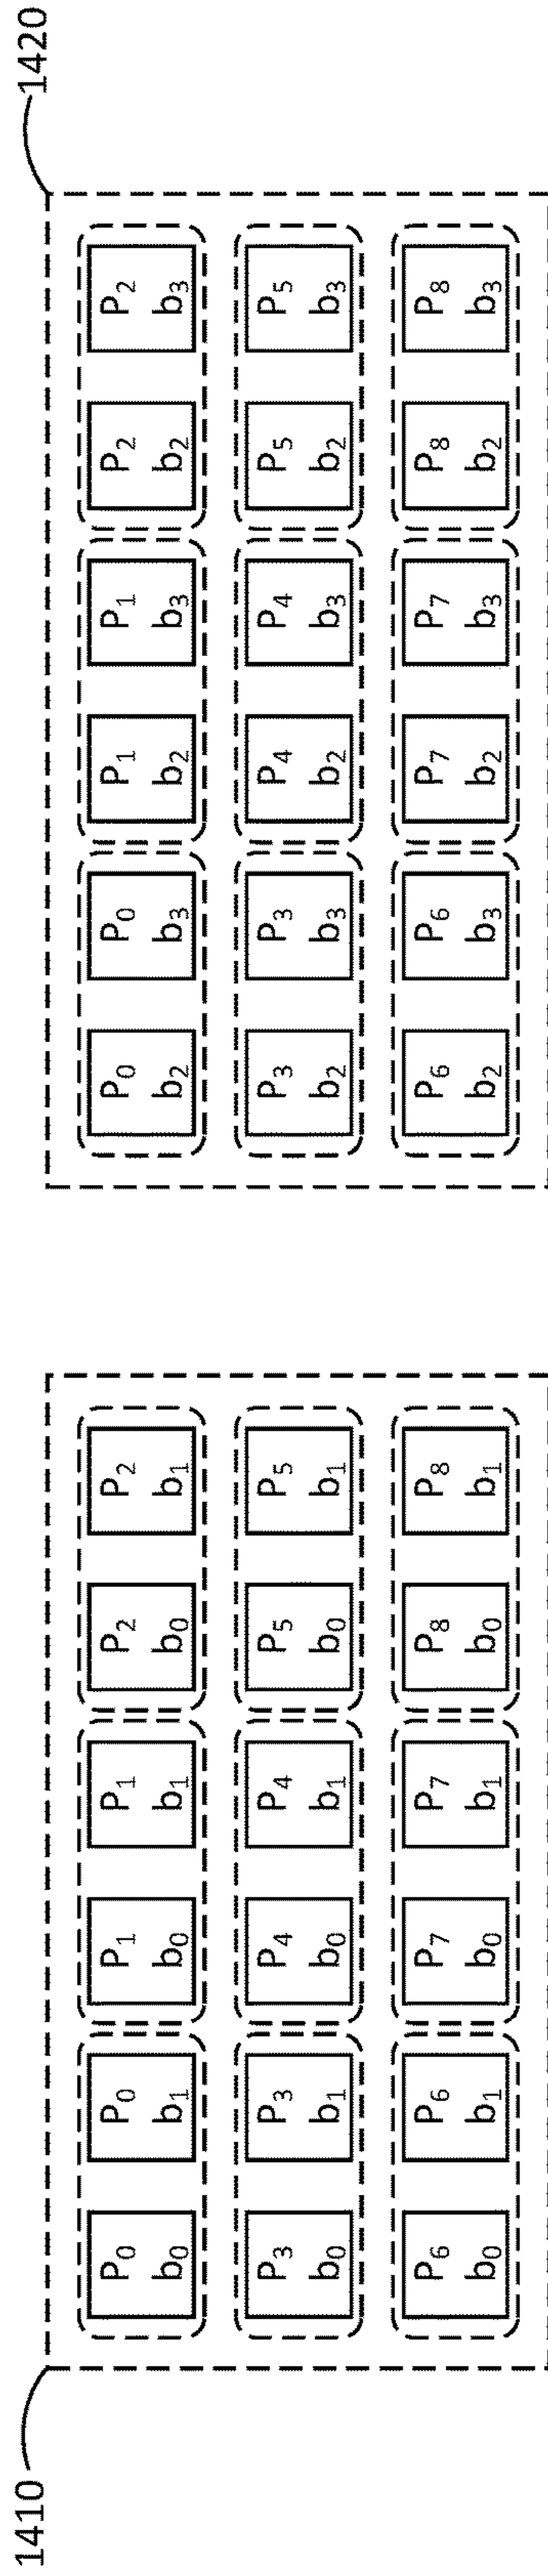 1410
P₀ P₀ P₁ P₁ P₂ P₂
b₀ b₁ b₀ b₁ b₀ b₁
P₃ P₃ P₄ P₄ P₅ P₅
b₀ b₁ b₀ b₁ b₀ b₁
P₆ P₆ P₇ P₇ P₈ P₈
b₀ b₁ b₀ b₁ b₀ b₁
1420
P₀ P₀ P₁ P₁ P₂ P₂
b₂ b₃ b₂ b₃ b₂ b₃
P₃ P₃ P₄ P₄ P₅ P₅
b₂ b₃ b₂ b₃ b₂ b₃
P₆ P₆ P₇ P₇ P₈ P₈
b₂ b₃ b₂ b₃ b₂ b₃